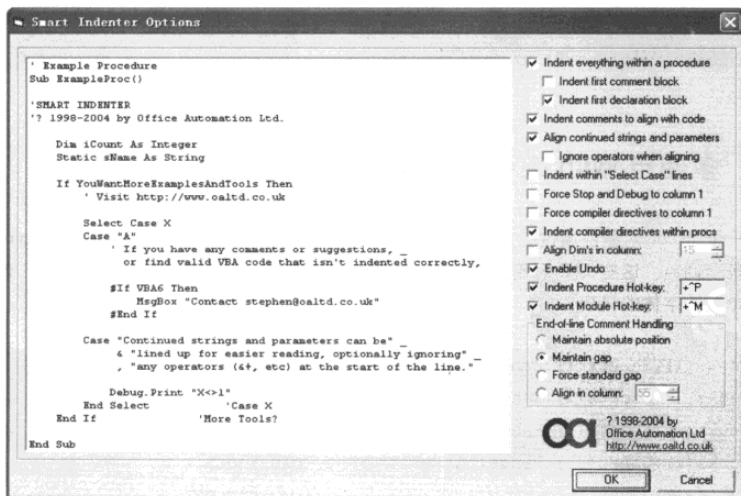 Smart Indenter Options
' Example Procedure
Sub ExampleProc()
'SMART INDENTER
'? 1998-2004 by Office Automation Ltd.
Dim iCount As Integer
Static sName As String
If YouWantMoreExamplesAndTools Then
' Visit http://www.oaltd.co.uk
Select Case X
Case "A"
' If you have any comments or suggestions, _
or find valid VBA code that isn't indented correctly,
#If VBA6 Then
MsgBox "Contact stephen@oaltd.co.uk"
#End If
Case "Continued strings and parameters can be" _
& "lined up for easier reading, optionally ignoring" _
, "any operators (&+, etc) at the start of the line."
Debug.Print "X<>1"
End Select 'Case X
End If 'More Tools?
End Sub
Indent everything within a procedure
Indent first comment block
Indent first declaration block
Indent comments to align with code
Align continued strings and parameters
Ignore operators when aligning
Indent within "Select Case" lines
Force Stop and Debug to column 1
Force compiler directives to column 1
Indent compiler directives within procs
Align Dim's in column: 15
Enable Undo
Indent Procedure Hot-key: +^P
Indent Module Hot-key: +^M
End-of-line Comment Handling
Maintain absolute position
Maintain gap
Force standard gap
Align in column: 55
oa
? 1998-2004 by
Office Automation Ltd
http://www.oaltd.co.uk
OK Cancel